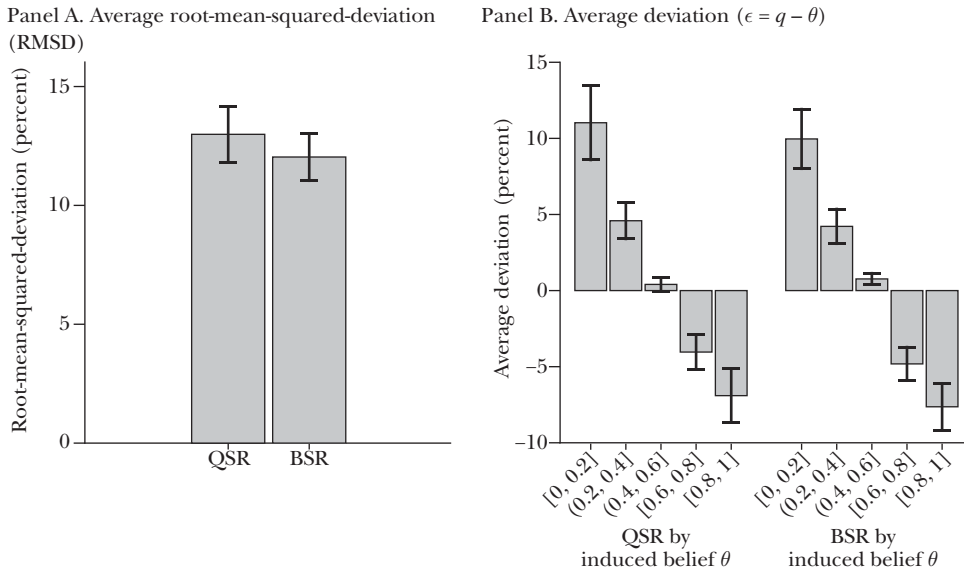 Panel A. Average root-mean-squared-deviation
(RMSD)
Root-mean-squared-deviation (percent)
15
10
5
0
QSR
BSR
Panel B. Average deviation (ϵ = q − θ)
Average deviation (percent)
15
10
5
0
−5
−10
[0, 0.2]
(0.2, 0.4]
(0.4, 0.6]
[0.6, 0.8]
[0.8, 1]
[0, 0.2]
(0.2, 0.4]
(0.4, 0.6]
[0.6, 0.8]
[0.8, 1]
QSR by
induced belief θ
BSR by
induced belief θ